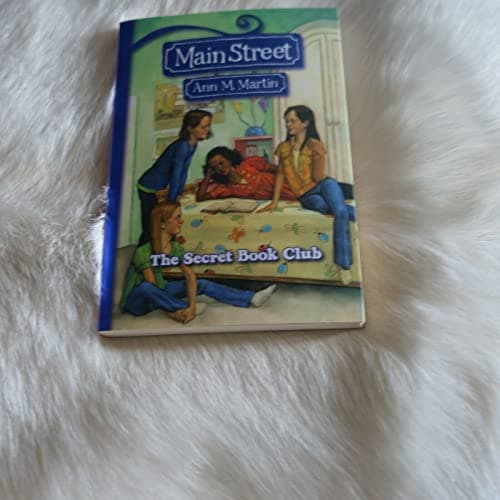 Main Street
Ann M. Martin
The Secret Book Club